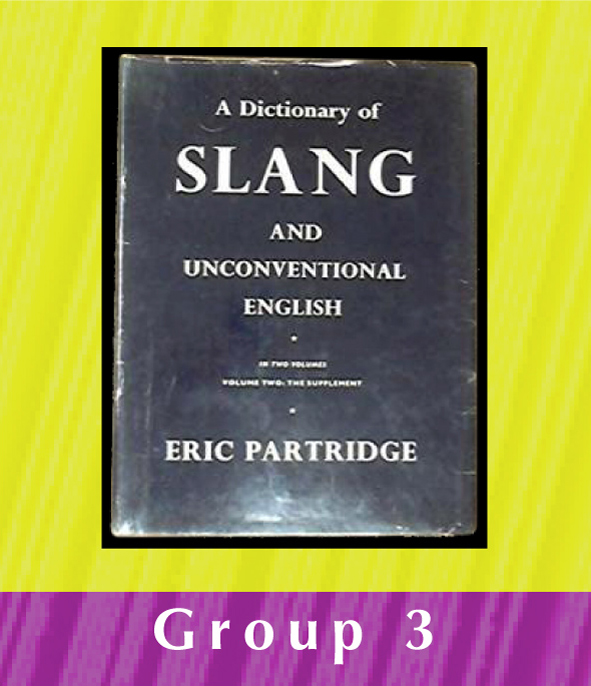 A Dictionary of
SLANG
AND
UNCONVENTIONAL
ENGLISH
IN TWO VOLUMES
VOLUME TWO: THE SUPPLEMENT
ERIC PARTRIDGE
Group 3